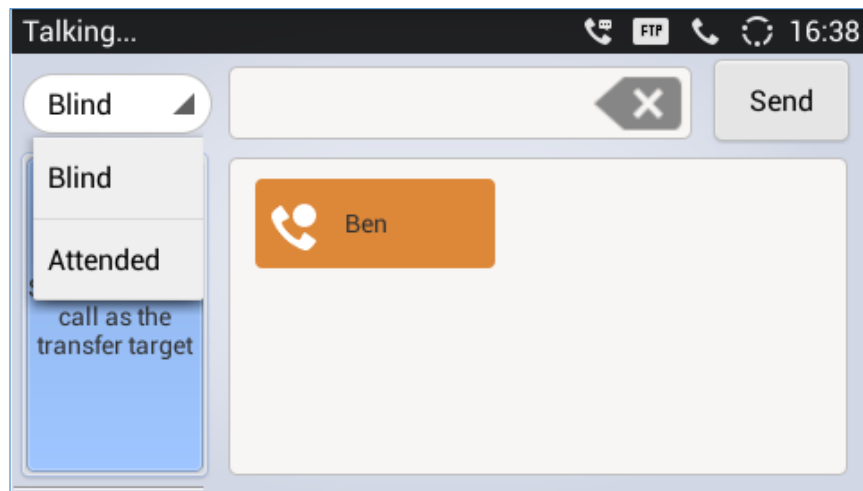 Talking...
FTP
16:38
Blind
Send
Blind
Attended
Ben
call as the
transfer target